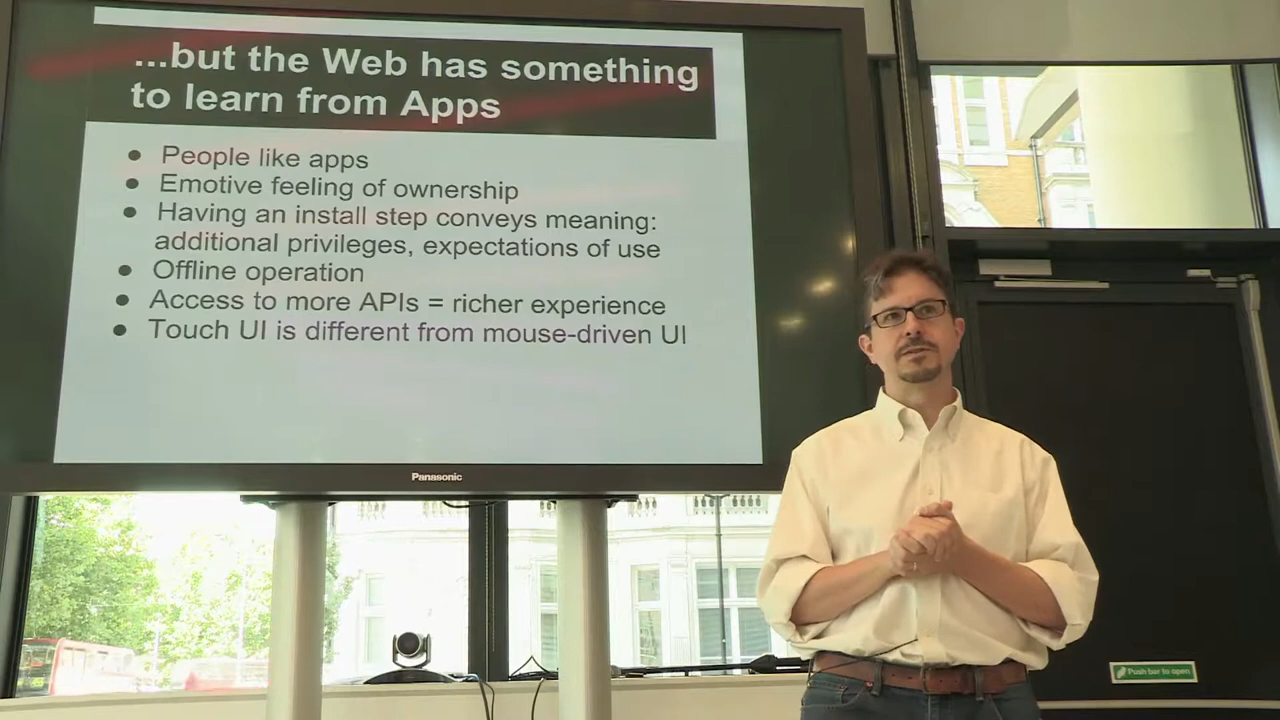 ...but the Web has something
to learn from Apps
● People like apps
● Emotive feeling of ownership
● Having an install step conveys meaning:
additional privileges, expectations of use
● Offline operation
● Access to more APIs = richer experience
● Touch UI is different from mouse-driven UI
Panasonic
Push bar to open